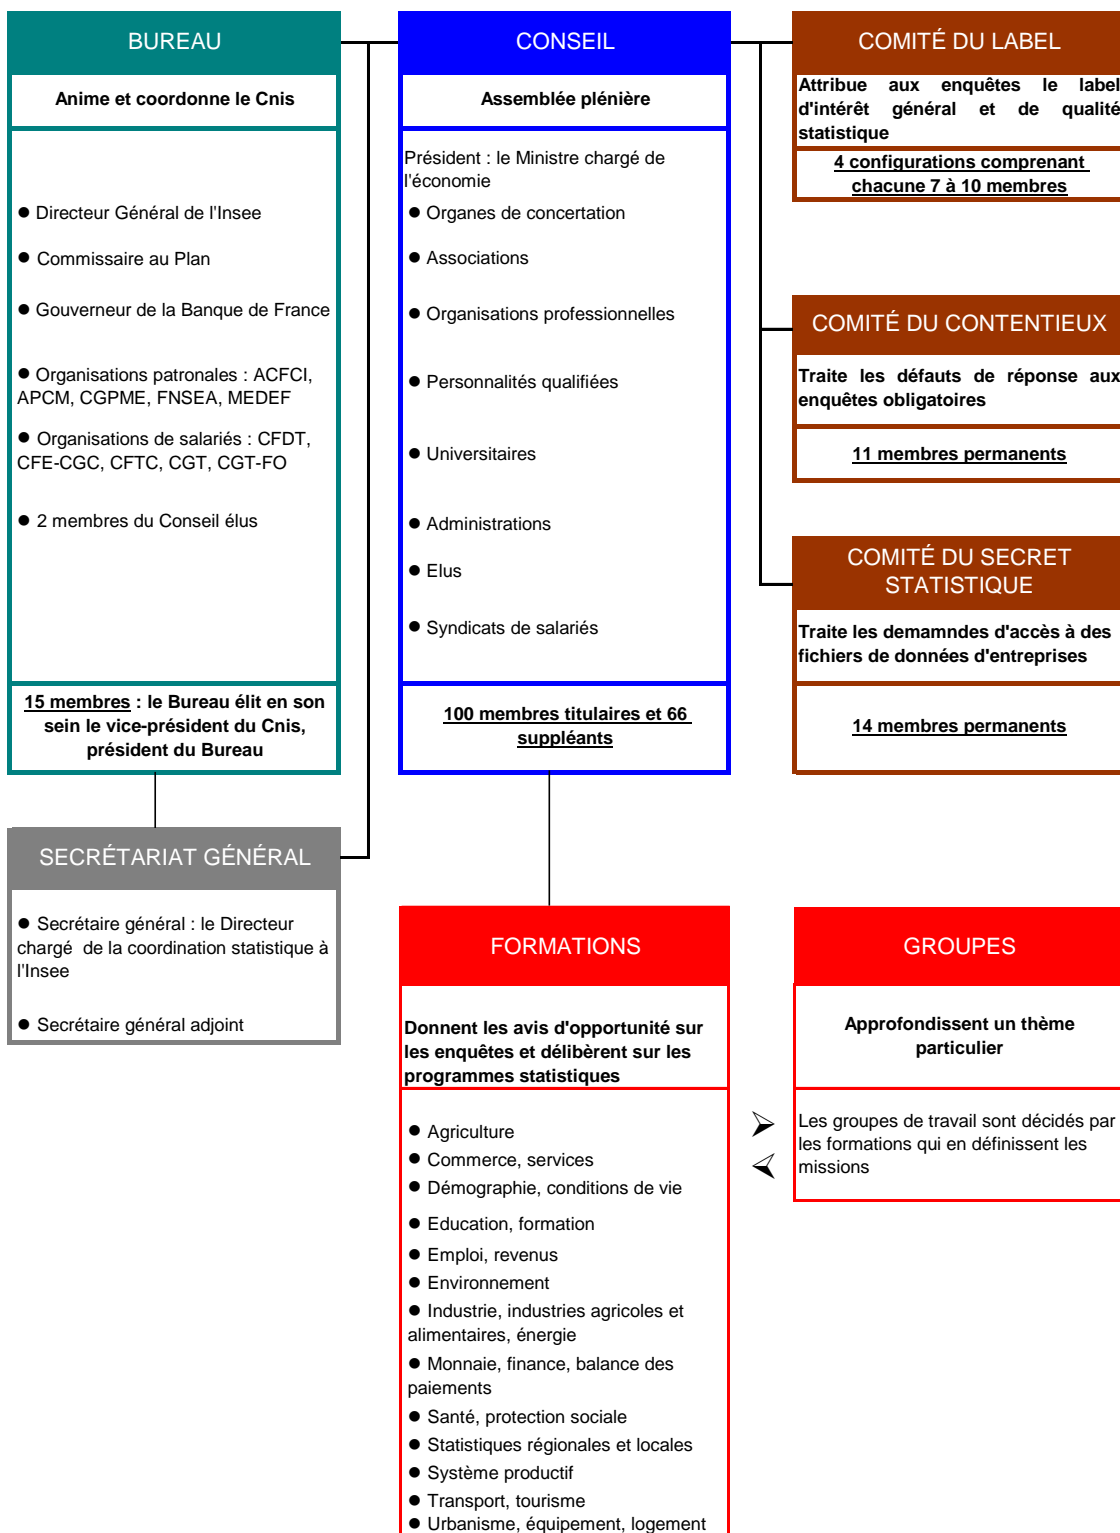 BUREAU
Anime et coordonne le Cnis
● Directeur Général de l'Insee
● Commissaire au Plan
● Gouverneur de la Banque de France
● Organisations patronales : ACFCI,
APCM, CGPME, FNSEA, MEDEF
● Organisations de salariés : CFDT,
CFE-CGC, CFTC, CGT, CGT-FO
● 2 membres du Conseil élus
15 membres : le Bureau élit en son
sein le vice-président du Cnis,
président du Bureau
SECRÉTARIAT GÉNÉRAL
● Secrétaire général : le Directeur
chargé de la coordination statistique à
l'Insee
● Secrétaire général adjoint
CONSEIL
Assemblée plénière
Président : le Ministre chargé de
l'économie
● Organes de concertation
● Associations
● Organisations professionnelles
● Personnalités qualifiées
● Universitaires
● Administrations
● Elus
● Syndicats de salariés
100 membres titulaires et 66
suppléants
FORMATIONS
Donnent les avis d'opportunité sur
les enquêtes et délibèrent sur les
programmes statistiques
● Agriculture
● Commerce, services
● Démographie, conditions de vie
● Education, formation
● Emploi, revenus
● Environnement
● Industrie, industries agricoles et
alimentaires, énergie
● Monnaie, finance, balance des
paiements
● Santé, protection sociale
● Statistiques régionales et locales
● Système productif
● Transport, tourisme
● Urbanisme, équipement, logement
COMITÉ DU LABEL
Attribue aux enquêtes le label
d'intérêt général et de qualité
statistique
4 configurations comprenant
chacune 7 à 10 membres
COMITÉ DU CONTENTIEUX
Traite les défauts de réponse aux
enquêtes obligatoires
11 membres permanents
COMITÉ DU SECRET
STATISTIQUE
Traite les demamndes d'accès à des
fichiers de données d'entreprises
14 membres permanents
GROUPES
Approfondissent un thème
particulier
Les groupes de travail sont décidés par
les formations qui en définissent les
missions